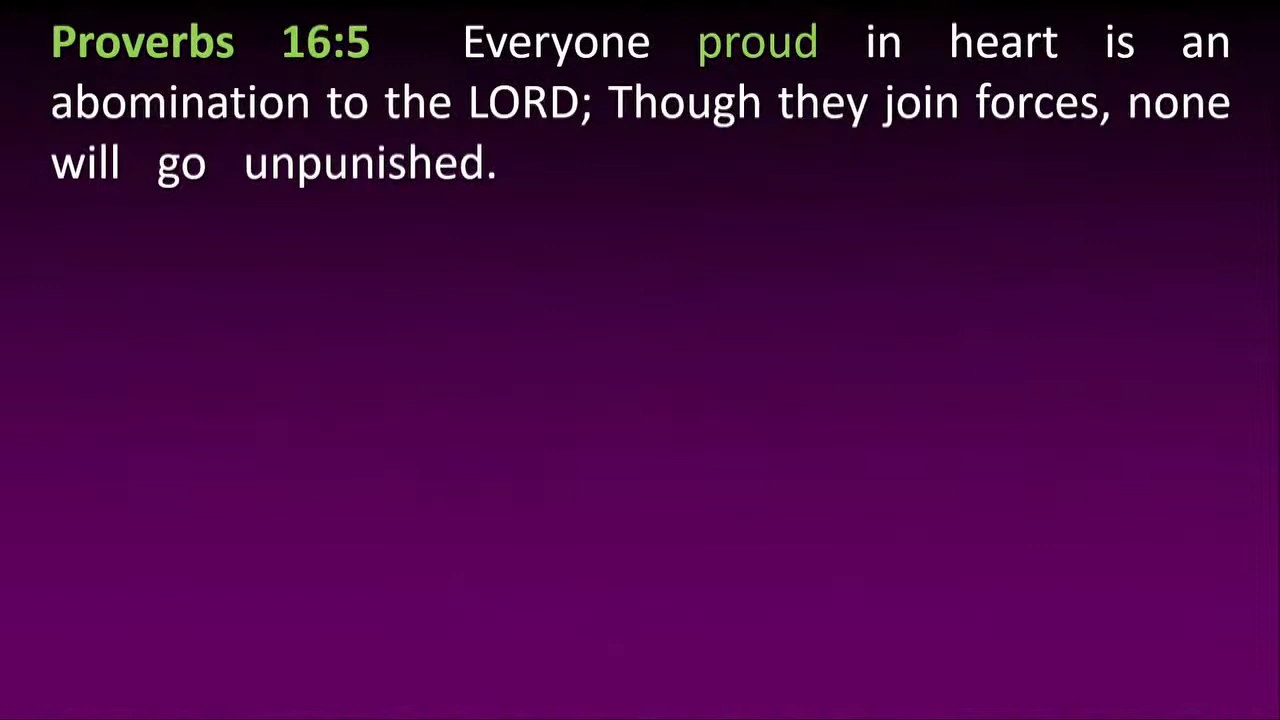 Proverbs 16:5 Everyone proud in heart is an
abomination to the LORD; Though they join forces, none
will go unpunished.